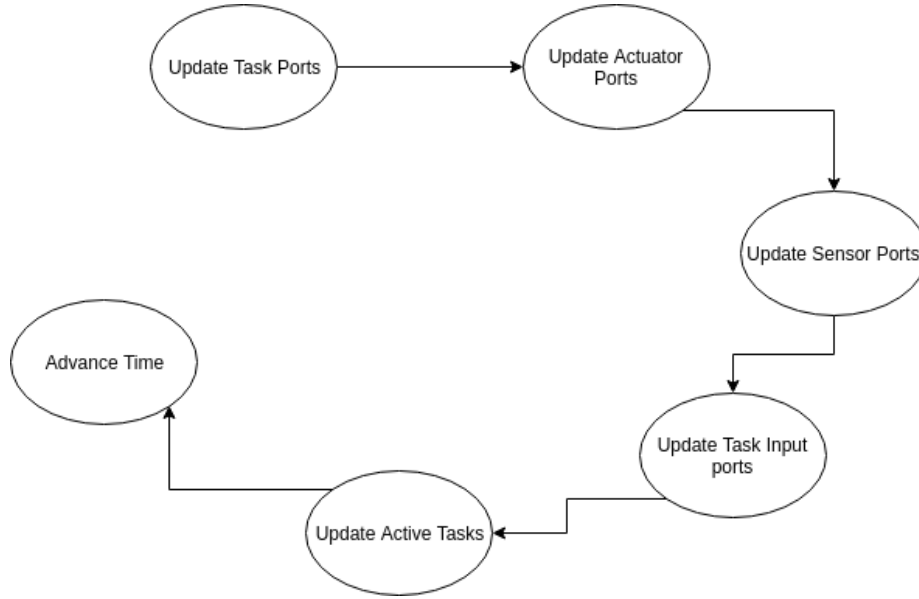 Update Task Ports
Update Actuator
Ports
Update Sensor Ports
Update Task Input
ports
Update Active Tasks
Advance Time